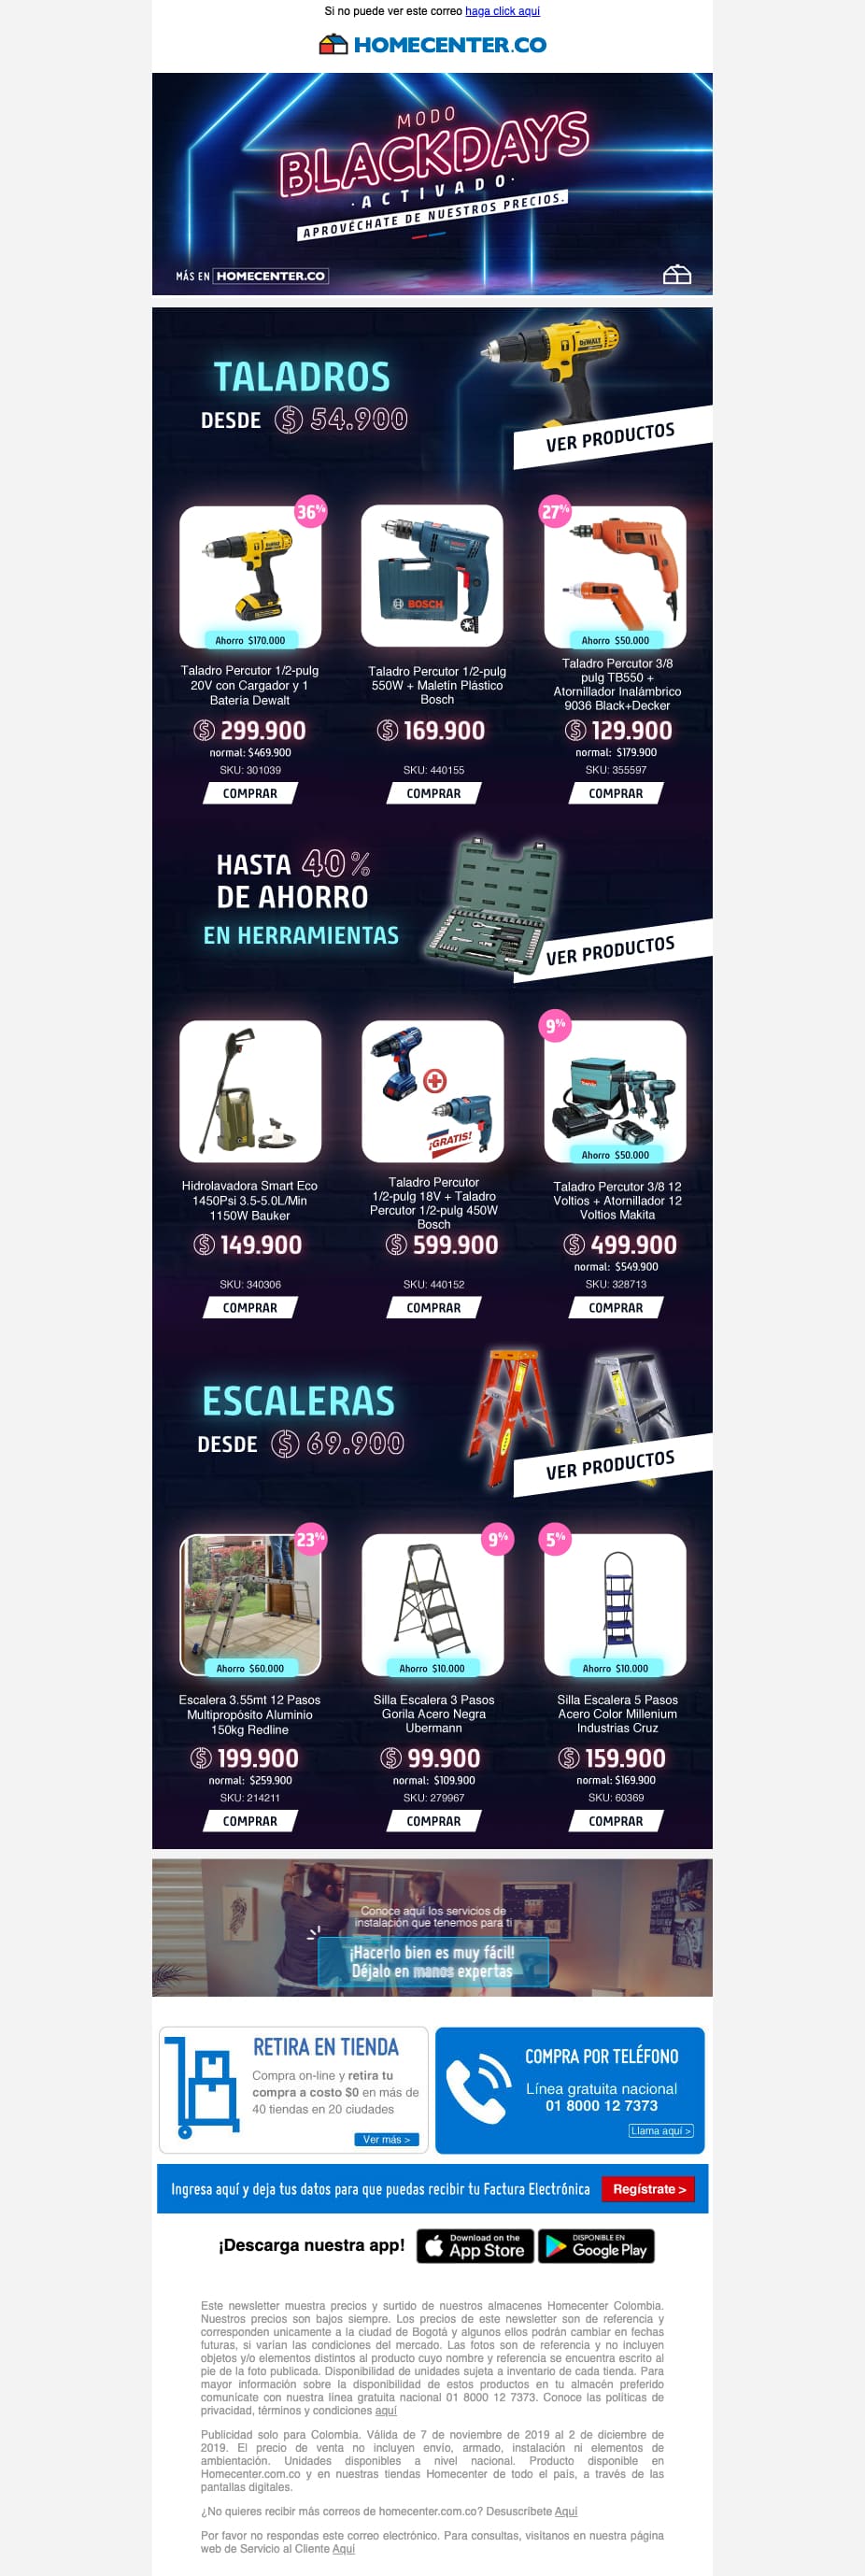 Si no puede ver este correo haga click aquí
HOMECENTER.CO
MODO
BLACKDAYS
· ACTIVADO ·
APROVÉCHATE DE NUESTROS PRECIOS.
MÁS EN HOMECENTER.CO
TALADROS
DESDE $ 54.900
DEWALT
VER PRODUCTOS
36%
27%
BOSCH
Ahorro $170.000
Ahorro $50.000
Taladro Percutor 1/2-pulg
20V con Cargador y 1
Batería Dewalt
Taladro Percutor 1/2-pulg
550W + Maletin Plástico
Bosch
Taladro Percutor 3/8
pulg TB550 +
Atornillador Inalámbrico
9036 Black+Decker
$ 299.900
$ 169.900
$ 129.900
normal: $469.900
normal: $179.900
SKU: 301039
SKU: 440155
SKU: 355597
COMPRAR
COMPRAR
COMPRAR
HASTA 40%
DE AHORRO
EN HERRAMIENTAS
VER PRODUCTOS
9%
¡GRATIS!
Ahorro $50.000
Hidrolavadora Smart Eco
1450Psi 3.5-5.0L/Min
1150W Bauker
Taladro Percutor
1/2-pulg 18V + Taladro
Percutor 1/2-pulg 450W
Bosch
Taladro Percutor 3/8 12
Voltios + Atornillador 12
Voltios Makita
$ 149.900
$ 599.900
$ 499.900
normal: $549.900
SKU: 340306
SKU: 440152
SKU: 328713
COMPRAR
COMPRAR
COMPRAR
ESCALERAS
DESDE $ 69.900
VER PRODUCTOS
23%
9%
5%
Ahorro $60.000
Ahorro $10.000
Ahorro $10.000
Escalera 3.55mt 12 Pasos
Multipropósito Aluminio
150kg Redline
Silla Escalera 3 Pasos
Gorila Acero Negra
Ubermann
Silla Escalera 5 Pasos
Acero Color Millenium
Industrias Cruz
$ 199.900
$ 99.900
$ 159.900
normal: $259.900
normal: $109.900
normal: $169.900
SKU: 214211
SKU: 279967
SKU: 60369
COMPRAR
COMPRAR
COMPRAR
Conoce aquí los servicios de
instalación que tenemos para ti
¡Hacerlo bien es muy fácil!
Déjalo en manos expertas
RETIRA EN TIENDA
Compra on-line y retira tu
compra a costo $0 en más de
40 tiendas en 20 ciudades
Ver más >
COMPRA POR TELÉFONO
Línea gratuita nacional
01 8000 12 7373
Llama aquí >
Ingresa aquí y deja tus datos para que puedas recibir tu Factura Electrónica
Regístrate >
¡Descarga nuestra app!
Download on the
App Store
DISPONIBLE EN
Google Play
Este newsletter muestra precios y surtido de nuestros almacenes Homecenter Colombia.
Nuestros precios son bajos siempre. Los precios de este newsletter son de referencia y
corresponden unicamente a la ciudad de Bogotá y algunos ellos podrán cambiar en fechas
futuras, si varían las condiciones del mercado. Las fotos son de referencia y no incluyen
objetos y/o elementos distintos al producto cuyo nombre y referencia se encuentra escrito al
pie de la foto publicada. Disponibilidad de unidades sujeta a inventario de cada tienda. Para
mayor información sobre la disponibilidad de estos productos en tu almacén preferido
comunícate con nuestra línea gratuita nacional 01 8000 12 7373. Conoce las políticas de
privacidad, términos y condiciones aquí
Publicidad solo para Colombia. Válida de 7 de noviembre de 2019 al 2 de diciembre de
2019. El precio de venta no incluyen envío, armado, instalación ni elementos de
ambientación. Unidades disponibles a nivel nacional. Producto disponible en
Homecenter.com.co y en nuestras tiendas Homecenter de todo el país, a través de las
pantallas digitales.
¿No quieres recibir más correos de homecenter.com.co? Desuscríbete Aquí
Por favor no respondas este correo electrónico. Para consultas, visítanos en nuestra página
web de Servicio al Cliente Aquí